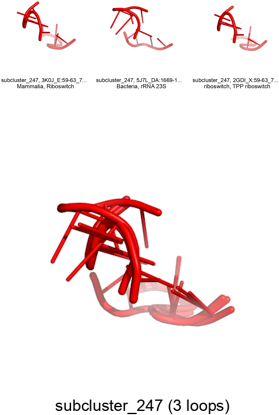 subcluster_247, 3K0J_E:59-63_7...
Mammalia, Riboswitch
subcluster_247, 5J7L_DA:1669-1...
Bacteria, rRNA 23S
subcluster_247, 2GDI_X:59-63_7...
riboswitch, TPP riboswitch
subcluster_247 (3 loops)